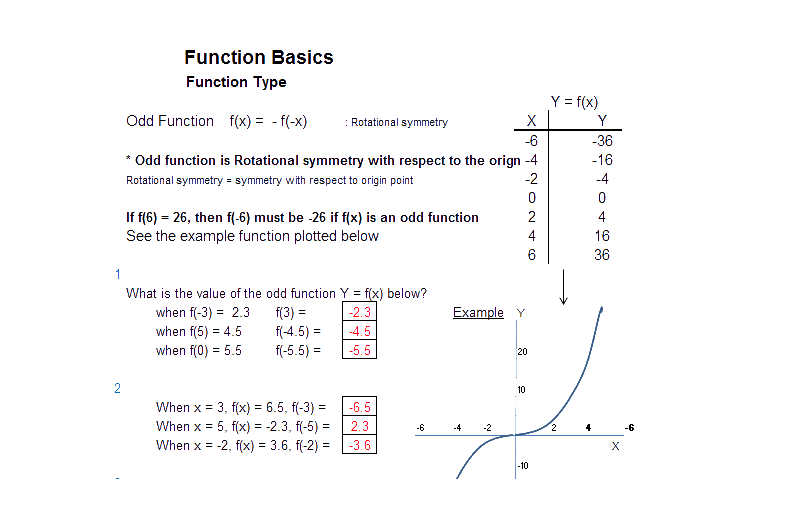 Function Basics
Function Type
Y = f(x)
Odd Function f(x) = - f(-x) : Rotational symmetry X Y
-6 -36
* Odd function is Rotational symmetry with respect to the orign -4 -16
Rotational symmetry = symmetry with respect to origin point -2 -4
0 0
If f(6) = 26, then f(-6) must be -26 if f(x) is an odd function 2 4
See the example function plotted below 4 16
6 36
1
What is the value of the odd function Y = f(x) below?
when f(-3) = 2.3 f(3) = -2.3
when f(5) = 4.5 f(-4.5) = -4.5
when f(0) = 5.5 f(-5.5) = -5.5
2
When x = 3, f(x) = 6.5, f(-3) = -6.5
When x = 5, f(x) = -2.3, f(-5) = 2.3
When x = -2, f(x) = 3.6, f(-2) = -3.6
Example Y
20
10
-6 -4 -2 2 4 -6
X
-10